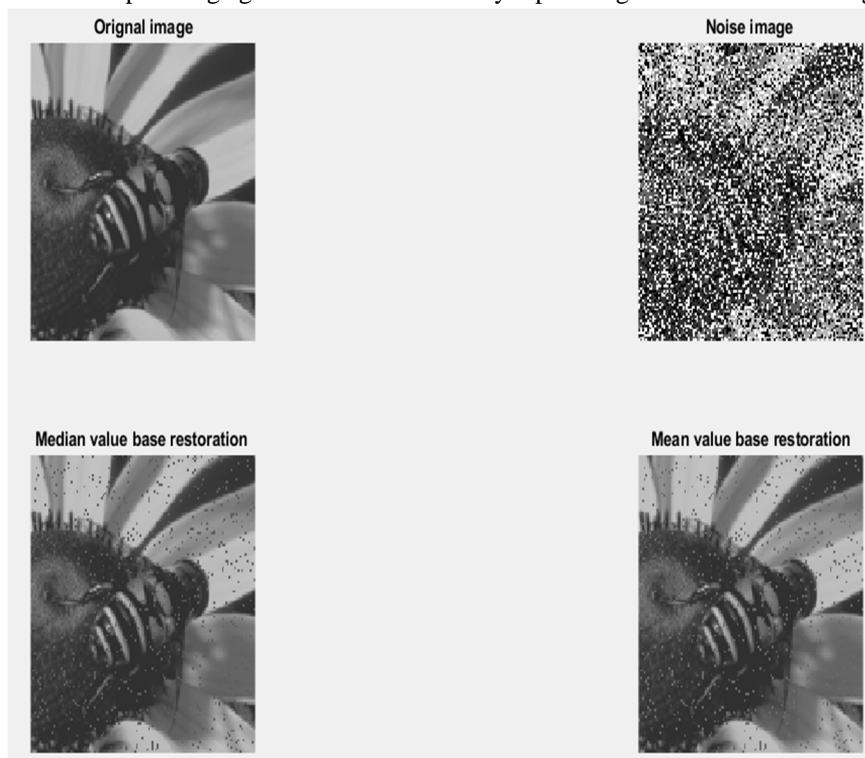 Orignal image
Noise image
Median value base restoration
Mean value base restoration